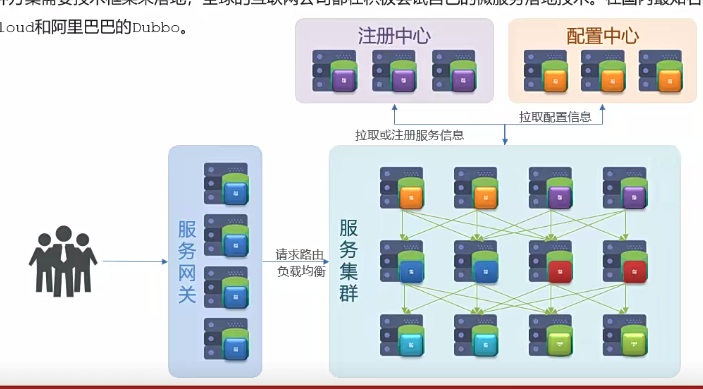 种方案需要技术框架来落地，全球的互联网公司都在积极尝试自己的微服务落地技术。在国内最知名
loud和阿里巴巴的Dubbo。
注册中心
配置中心
拉取配置信息
拉取或注册服务信息
服务网关
请求路由
负载均衡
服务集群